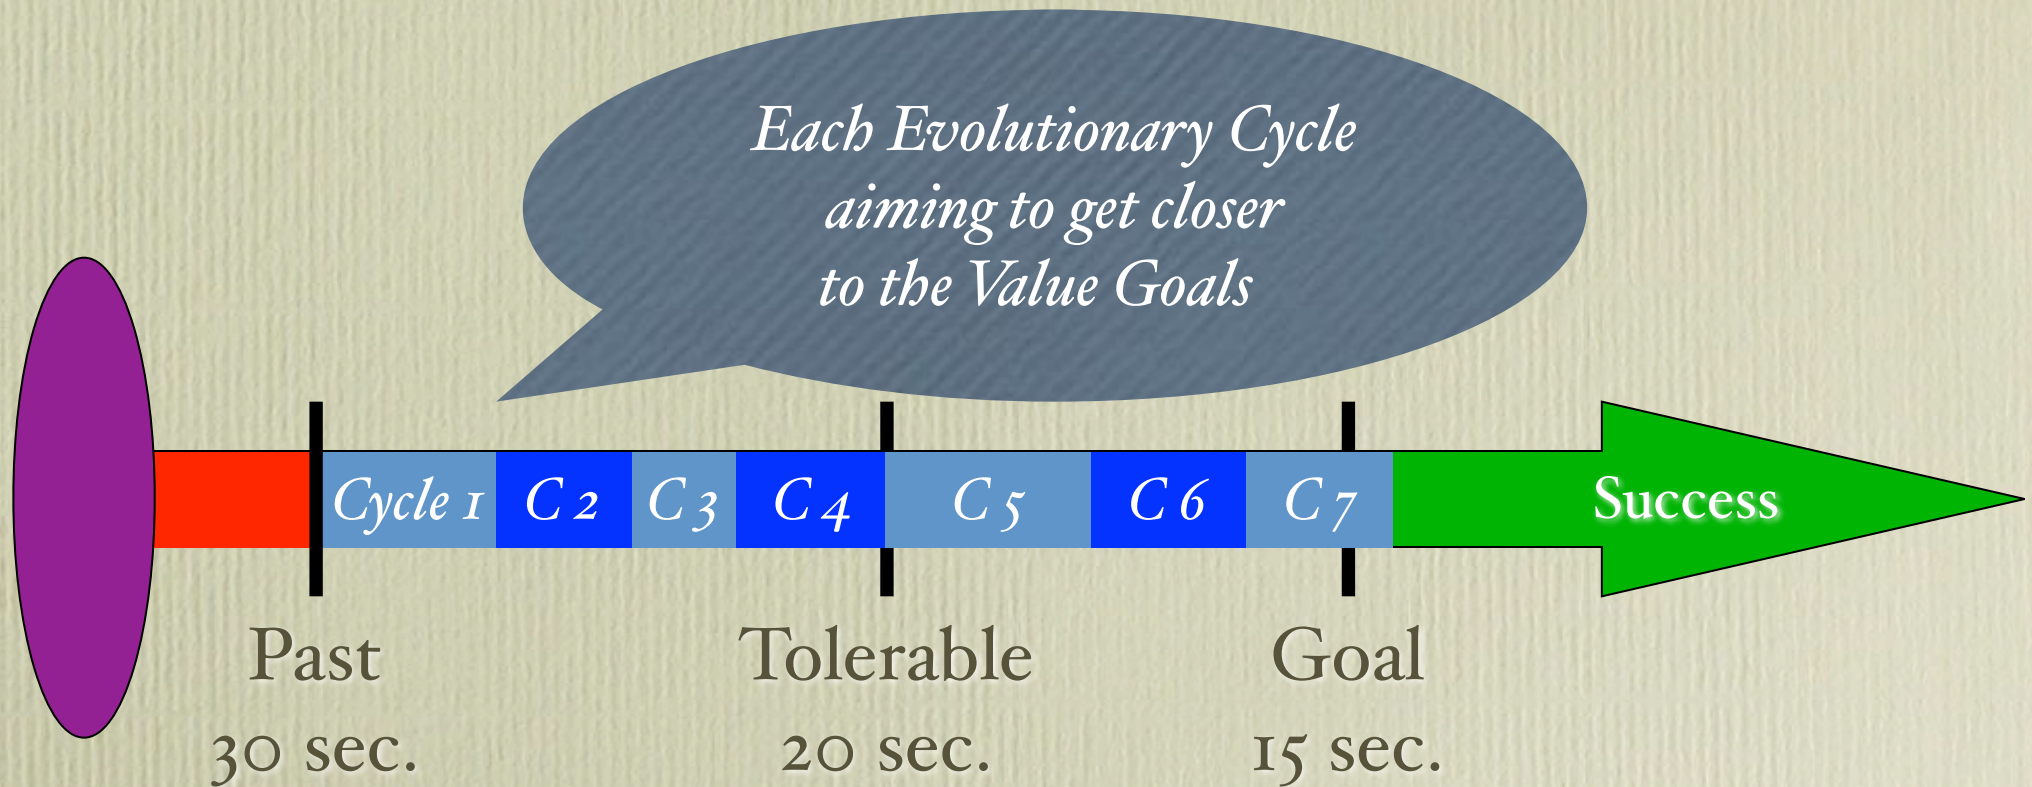 Each Evolutionary Cycle
aiming to get closer
to the Value Goals
Cycle 1 C 2 C 3 C 4 C 5 C 6 C 7 Success
Past Tolerable Goal
30 sec. 20 sec. 15 sec.